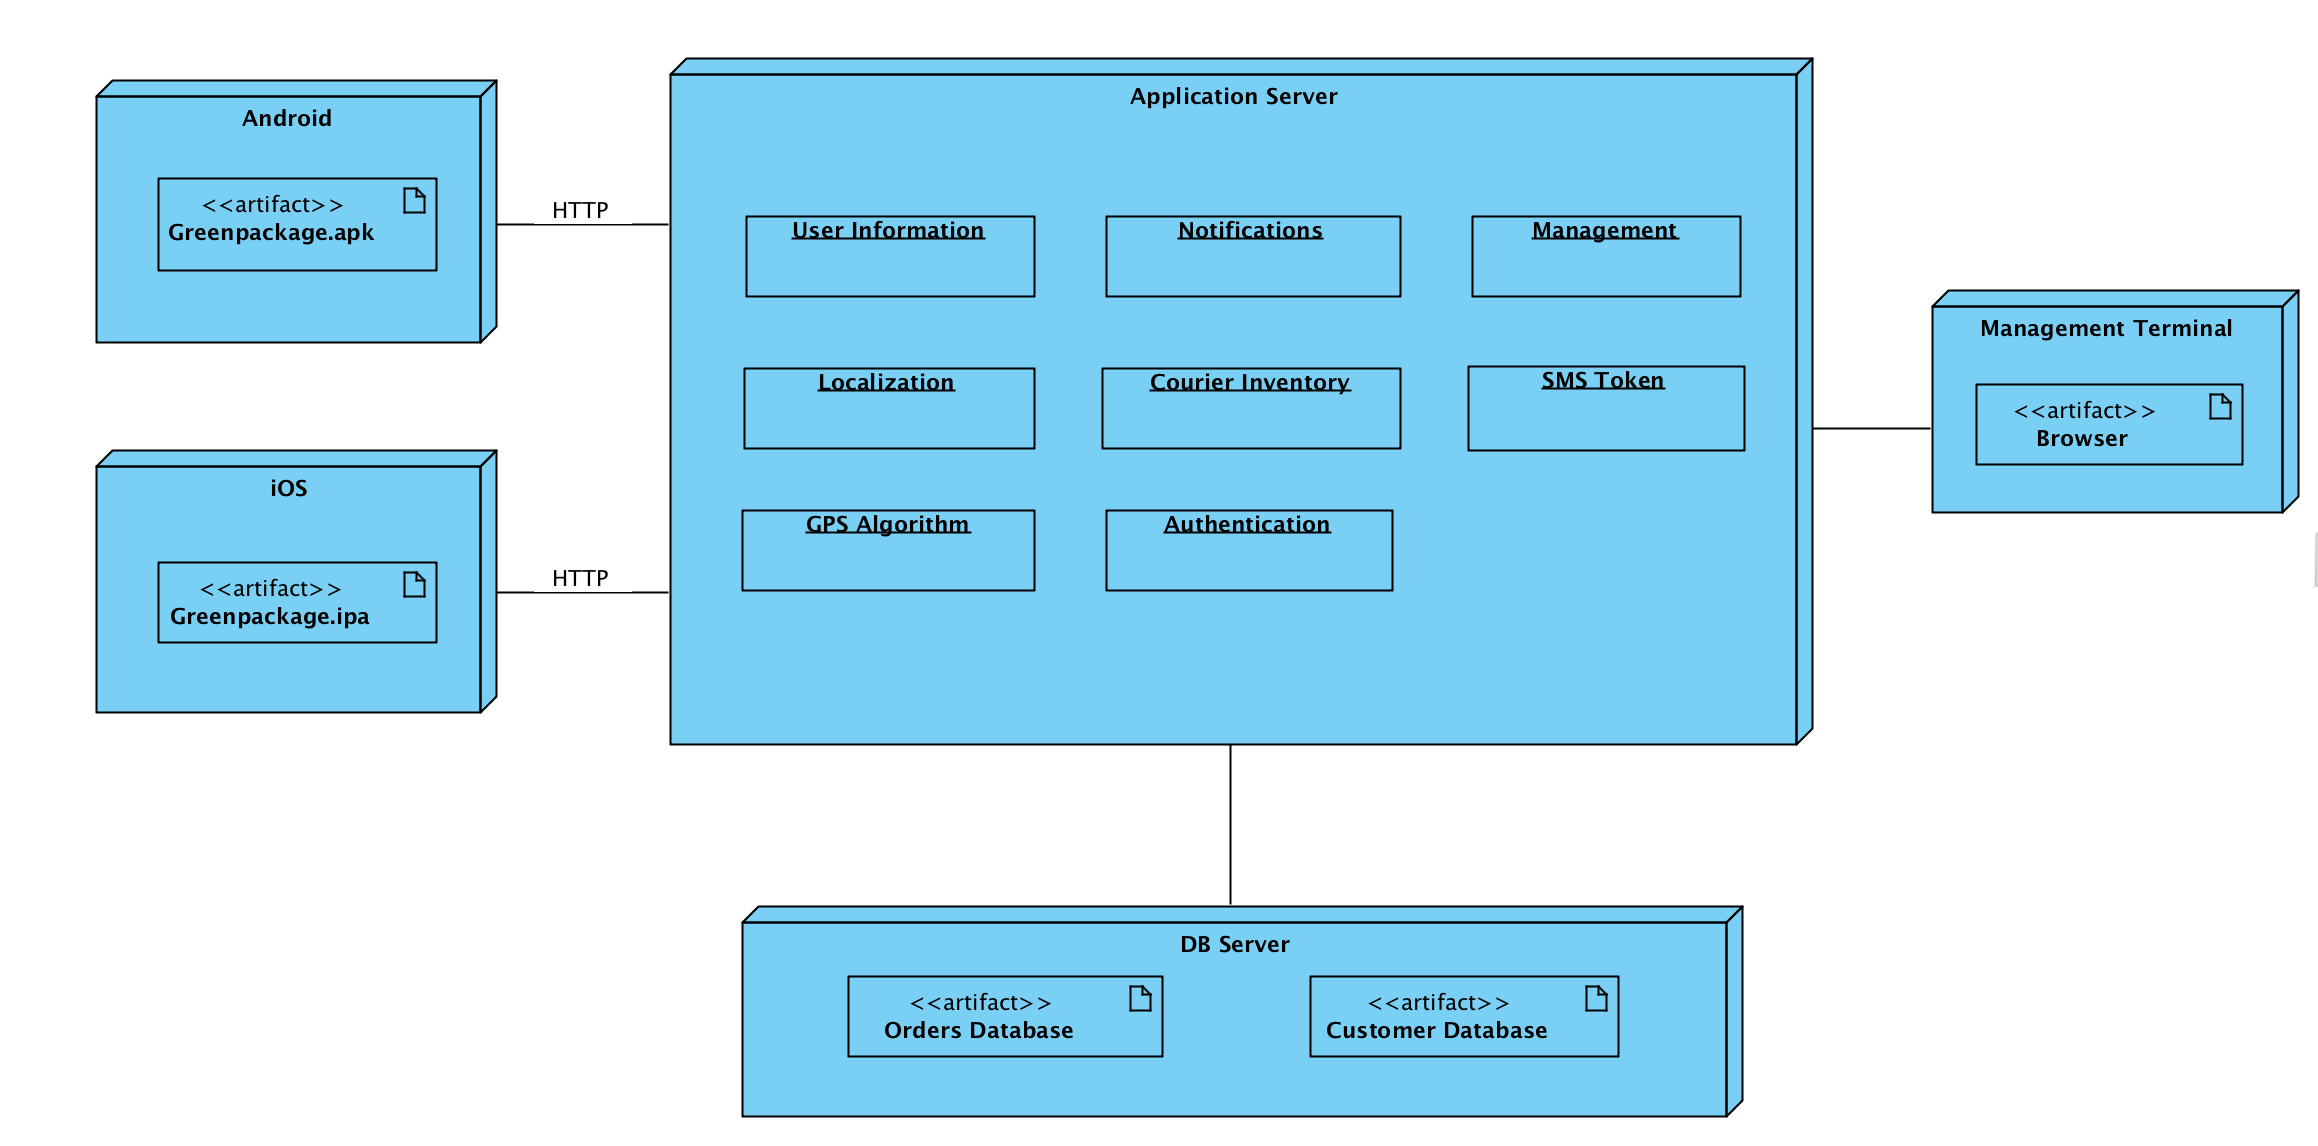 Application Server
Android
<<artifact>>
Greenpackage.apk
HTTP
User Information
Notifications
Management
Management Terminal
<<artifact>>
Browser
Localization
Courier Inventory
SMS Token
iOS
<<artifact>>
Greenpackage.ipa
HTTP
GPS Algorithm
Authentication
DB Server
<<artifact>>
Orders Database
<<artifact>>
Customer Database